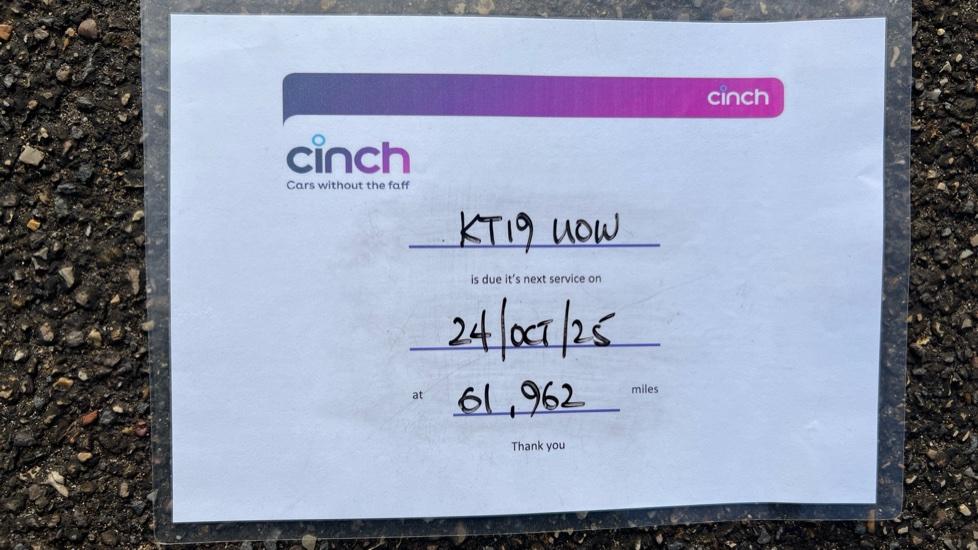 cinch
cinch
Cars without the faff
KT19 UOW
is due it's next service on
24/OCT/25
at 61,962 miles
Thank you